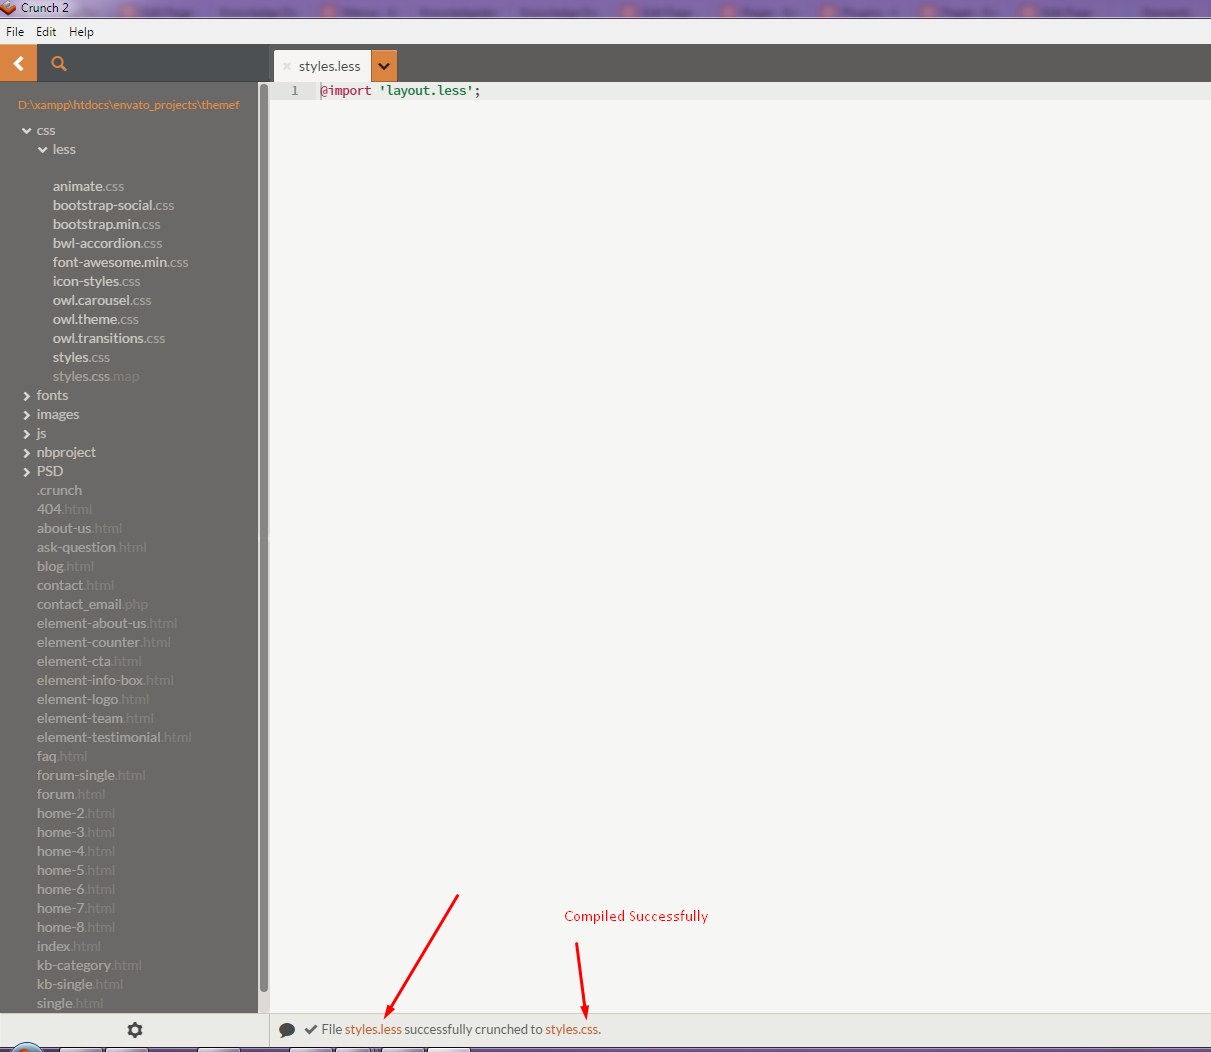 Crunch 2
File Edit Help
styles.less
D:\xampp\htdocs\envato_projects\themef
css
less
animate.css
bootstrap-social.css
bootstrap.min.css
bwl-accordion.css
font-awesome.min.css
icon-styles.css
owl.carousel.css
owl.theme.css
owl.transitions.css
styles.css
styles.css.map
fonts
images
js
nbproject
PSD
.crunch
404.html
about-us.html
ask-question.html
blog.html
contact.html
contact_email.php
element-about-us.html
element-counter.html
element-cta.html
element-info-box.html
element-logo.html
element-team.html
element-testimonial.html
faq.html
forum-single.html
forum.html
home-2.html
home-3.html
home-4.html
home-5.html
home-6.html
home-7.html
home-8.html
index.html
kb-category.html
kb-single.html
single.html
1 @import 'layout.less';
Compiled Successfully
File styles.less successfully crunched to styles.css.